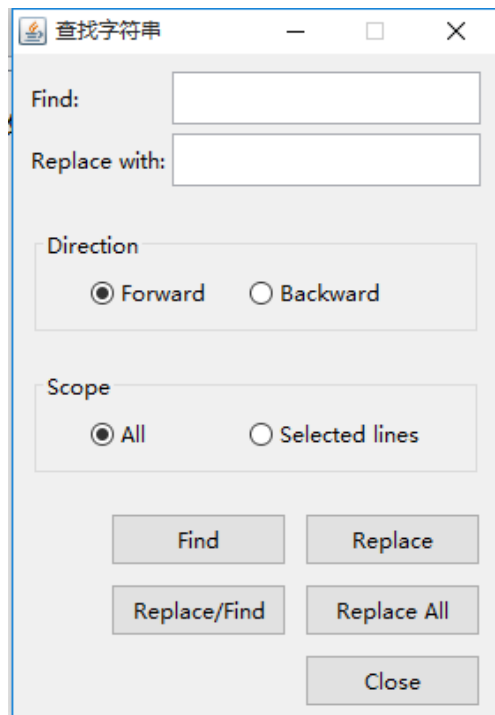 查找字符串
Find:
Replace with:
Direction
Forward Backward
Scope
All Selected lines
Find Replace
Replace/Find Replace All
Close